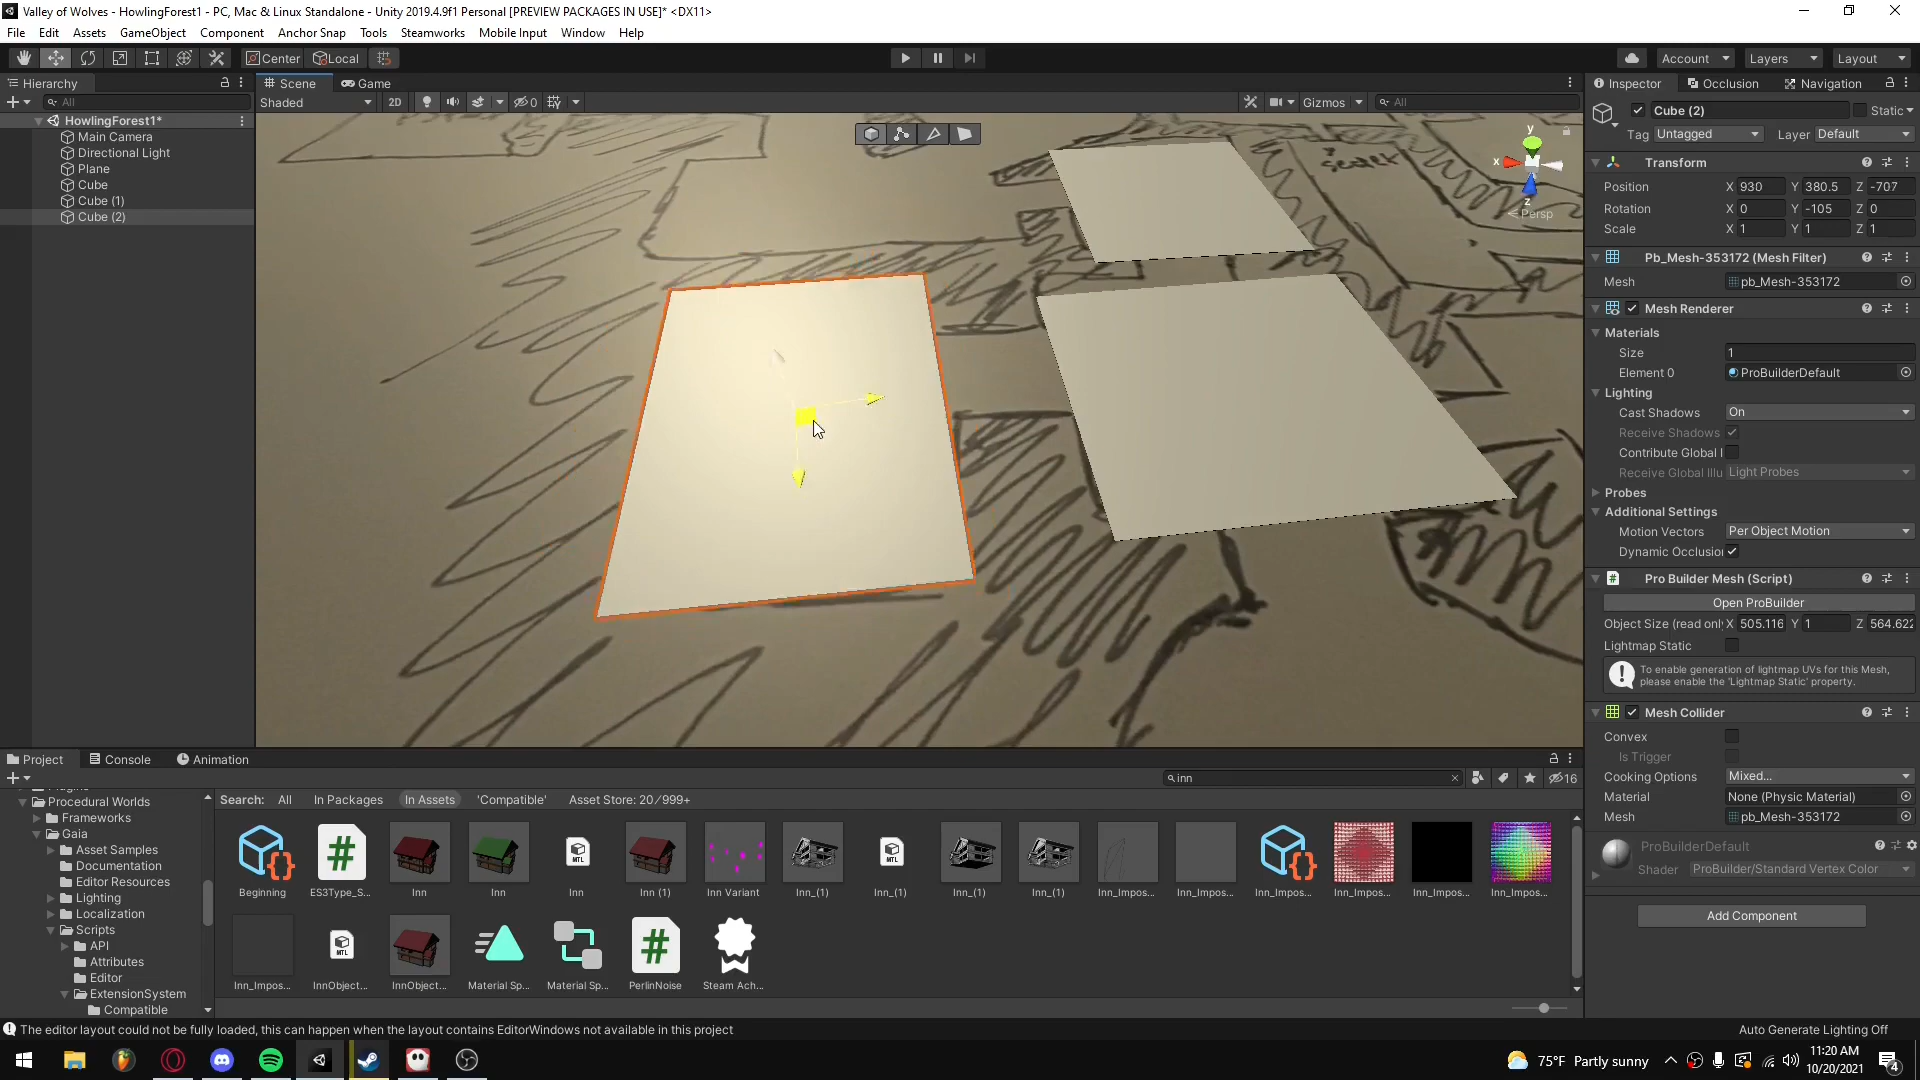 Valley of Wolves - HowlingForest1 - PC, Mac & Linux Standalone - Unity 2019.4.9f1 Personal [PREVIEW PACKAGES IN USE]* <DX11>
File Edit Assets GameObject Component Anchor Snap Tools Steamworks Mobile Input Window Help
Center Local Account Layers Layout
Hierarchy Scene Game Inspector Occlusion Navigation
All Shaded 2D 0 Gizmos All
HowlingForest1*
Main Camera
Directional Light
Plane
Cube
Cube (1)
Cube (2)
y
x
z
< Persp
Cube (2) Static
Tag Untagged Layer Default
Transform
Position X 930 Y 380.5 Z -707
Rotation X 0 Y -105 Z 0
Scale X 1 Y 1 Z 1
Pb_Mesh-353172 (Mesh Filter)
Mesh pb_Mesh-353172
Mesh Renderer
Materials
Size 1
Element 0 ProBuilderDefault
Lighting
Cast Shadows On
Receive Shadows
Contribute Global I
Receive Global Illu Light Probes
Probes
Additional Settings
Motion Vectors Per Object Motion
Dynamic Occlusion
Pro Builder Mesh (Script)
Open ProBuilder
Object Size (read only X 505.116 Y 1 Z 564.622
Lightmap Static
To enable generation of lightmap UVs for this Mesh,
please enable the 'Lightmap Static' property.
Mesh Collider
Convex
Is Trigger
Cooking Options Mixed...
Material None (Physic Material)
Mesh pb_Mesh-353172
ProBuilderDefault
Shader ProBuilder/Standard Vertex Color
Add Component
Project Console Animation
inn 16
Procedural Worlds
Frameworks
Gaia
Asset Samples
Documentation
Editor Resources
Lighting
Localization
Scripts
API
Attributes
Editor
ExtensionSystem
Compatible
Search: All In Packages In Assets 'Compatible' Asset Store: 20/999+
Beginning ES3Type_S... Inn Inn Inn Inn (1) Inn Variant Inn_(1) Inn_(1) Inn_(1) Inn_(1) Inn_Impos... Inn_Impos... Inn_Impos... Inn_Impos... Inn_Impos... Inn_Impos...
Inn_Impos... InnObject... InnObject... Material Sp... Material Sp... PerlinNoise Steam Ach...
The editor layout could not be fully loaded, this can happen when the layout contains EditorWindows not available in this project
Auto Generate Lighting Off
75°F Partly sunny
11:20 AM
10/20/2021
4